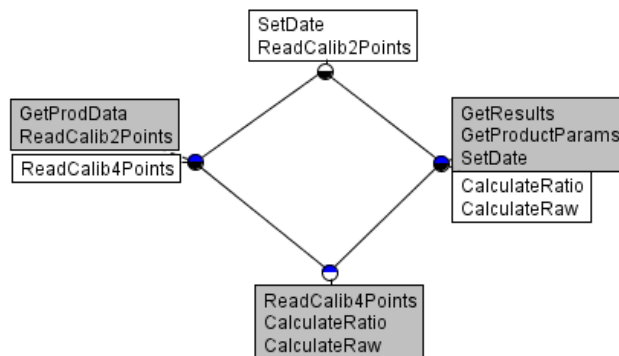 SetDate
ReadCalib2Points
GetProdData
ReadCalib2Points
ReadCalib4Points
GetResults
GetProductParams
SetDate
CalculateRatio
CalculateRaw
ReadCalib4Points
CalculateRatio
CalculateRaw